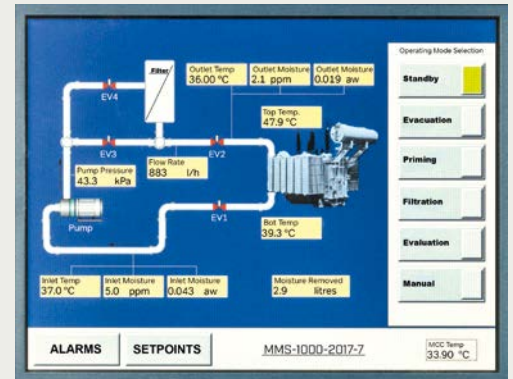 Operating Mode Selection
Filter
Outlet Temp
36.00 °C
Outlet Moisture
2.1 ppm
Outlet Moisture
0.019 aw
Standby
EV4
Top Temp.
47.9 °C
Evacuation
EV3
EV2
Priming
Pump Pressure
43.3 kPa
Flow Rate
883 l/h
Filtration
Pump
EV1
Bot Temp
39.3 °C
Evaluation
Inlet Temp
37.0 °C
Inlet Moisture
5.0 ppm
Inlet Moisture
0.043 aw
Moisture Removed
2.9 litres
Manual
ALARMS
SETPOINTS
MMS-1000-2017-7
MCC Temp
33.90 °C